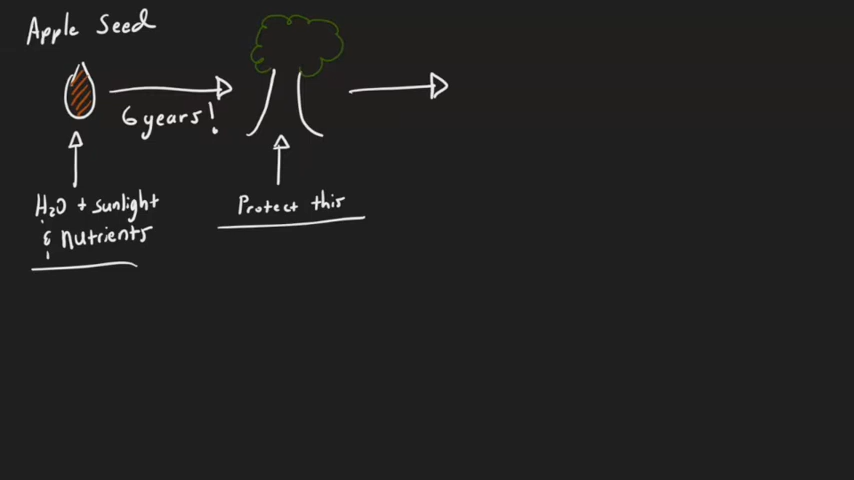 Apple Seed
6 years!
H₂O + sunlight
& Nutrients
Protect this